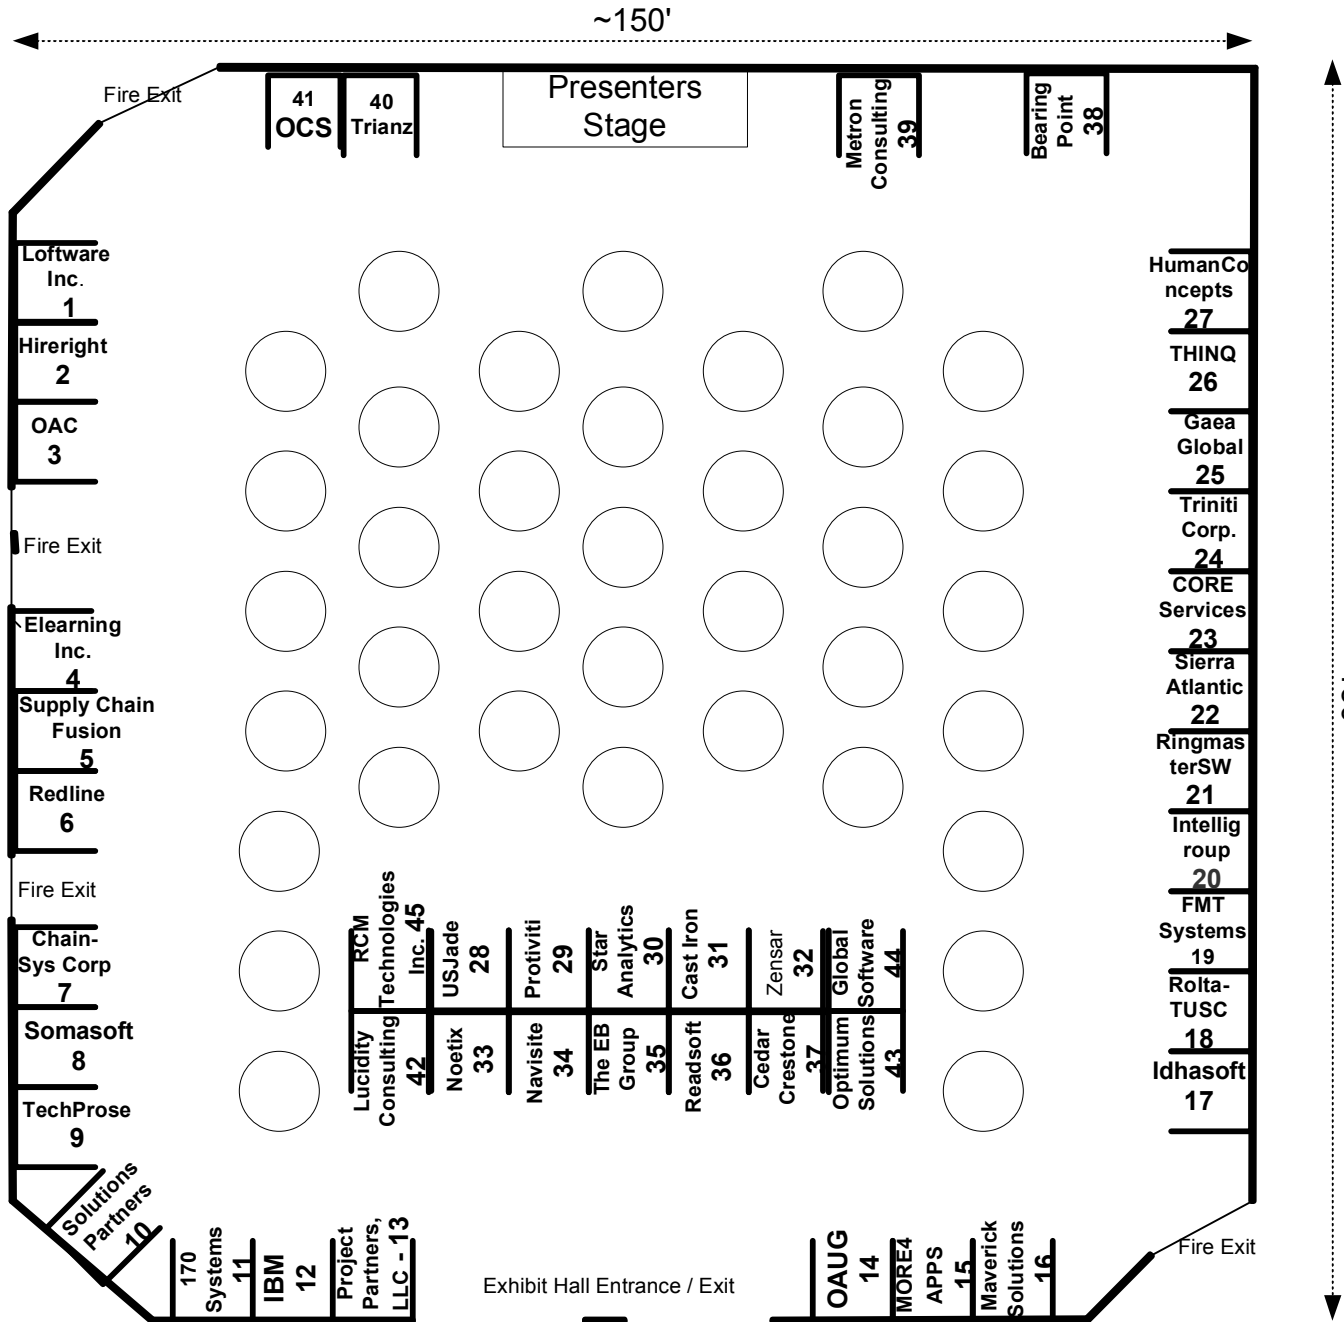 ~150'
Fire Exit
41
OCS
40
Trianz
Presenters
Stage
Metron
Consulting
39
Bearing
Point
38
Loftware
Inc.
1
Hireright
2
OAC
3
Fire Exit
Elearning
Inc.
4
Supply Chain
Fusion
5
Redline
6
Fire Exit
Chain-
Sys Corp
7
Somasoft
8
TechProse
9
Solutions
Partners
10
170
Systems
11
IBM
12
Project
Partners,
LLC - 13
Exhibit Hall Entrance / Exit
OAUG
14
MORE4
APPS
15
Maverick
Solutions
16
Fire Exit
HumanCo
ncepts
27
THINQ
26
Gaea
Global
25
Triniti
Corp.
24
CORE
Services
23
Sierra
Atlantic
22
Ringmas
terSW
21
Intellig
roup
20
FMT
Systems
19
Rolta-
TUSC
18
Idhasoft
17
RCM
Technologies
Inc. 45
USJade
28
Protiviti
29
Star
Analytics
30
Cast Iron
31
Zensar
32
Global
Software
44
Lucidity
Consulting
42
Noetix
33
Navisite
34
The EB
Group
35
Readsoft
36
Cedar
Crestone
37
Optimum
Solutions
43